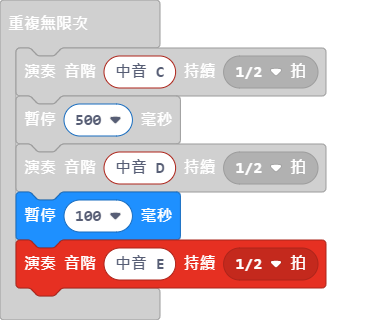 重複無限次
演奏 音階 中音 C 持續 1/2 拍
暫停 500 毫秒
演奏 音階 中音 D 持續 1/2 拍
暫停 100 毫秒
演奏 音階 中音 E 持續 1/2 拍